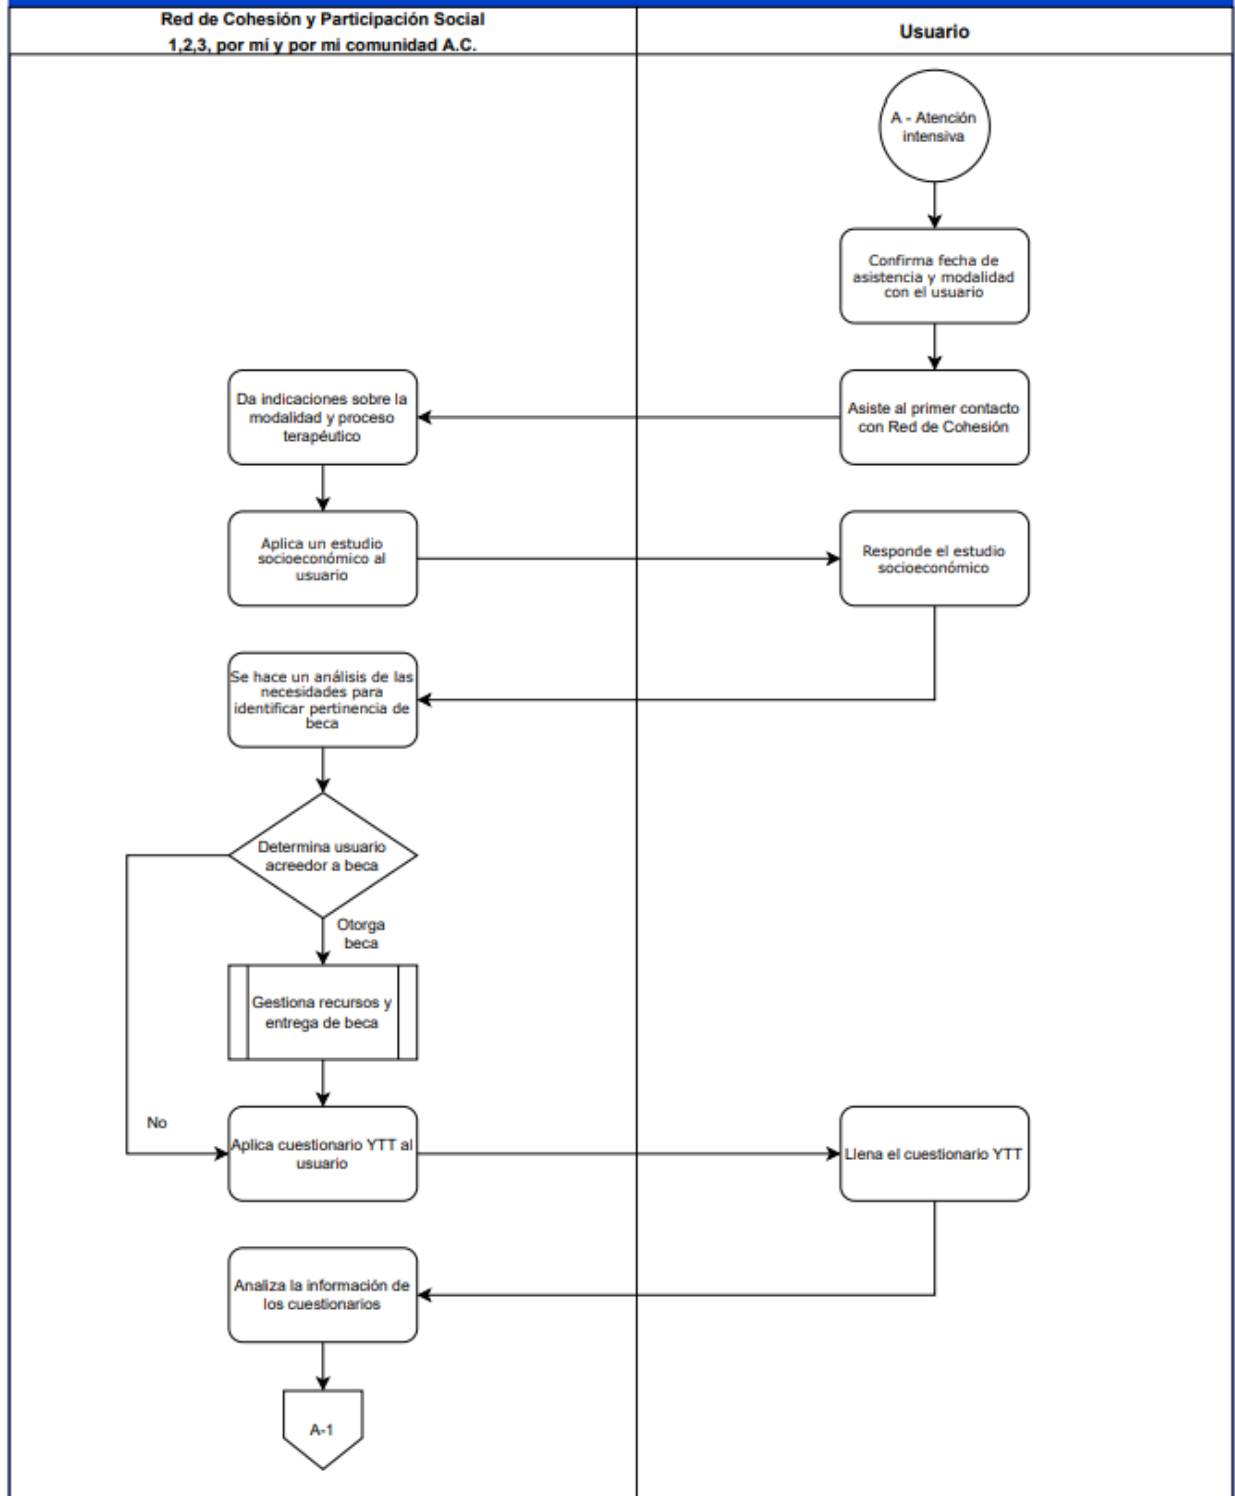 Red de Cohesión y Participación Social
1,2,3, por mí y por mi comunidad A.C.
Usuario
A - Atención
intensiva
Confirma fecha de
asistencia y modalidad
con el usuario
Da indicaciones sobre la
modalidad y proceso
terapéutico
Asiste al primer contacto
con Red de Cohesión
Aplica un estudio
socioeconómico al
usuario
Responde el estudio
socioeconómico
Se hace un análisis de las
necesidades para
identificar pertinencia de
beca
Determina usuario
acreedor a beca
Otorga
beca
Gestiona recursos y
entrega de beca
No
Aplica cuestionario YTT al
usuario
Llena el cuestionario YTT
Analiza la información de
los cuestionarios
A-1